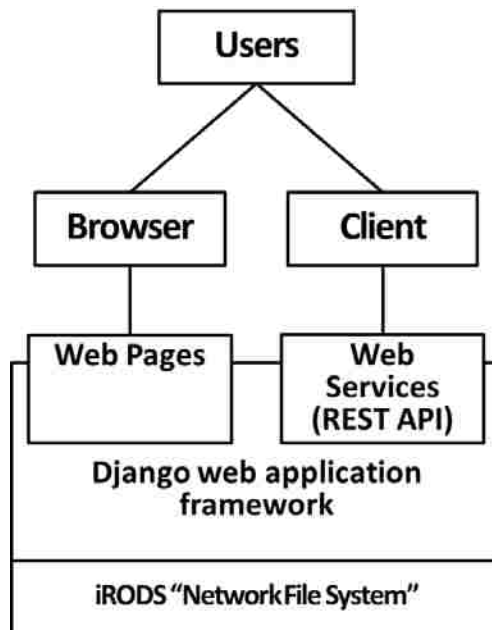 Users
Browser
Client
Web Pages
Web
Services
(REST API)
Django web application
framework
iRODS “Network File System”